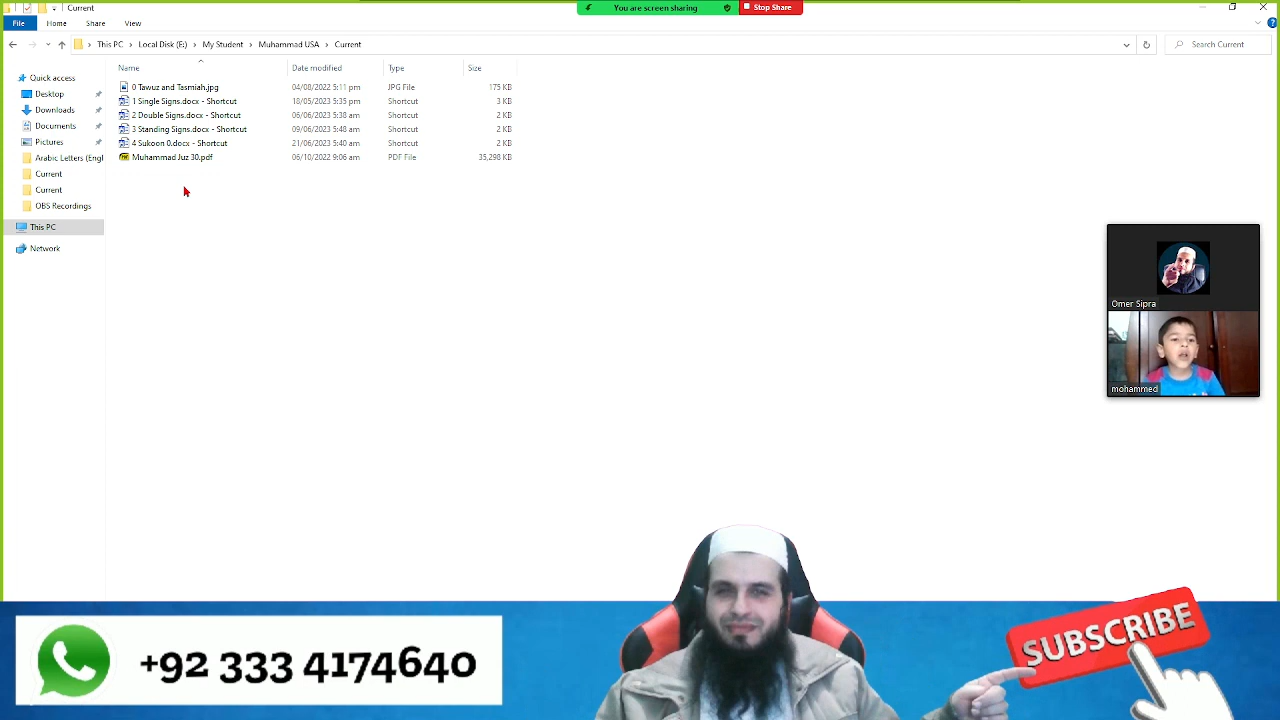 Current
You are screen sharing
Stop Share
File Home Share View
This PC > Local Disk (E:) > My Student > Muhammad USA > Current
Search Current
Name Date modified Type Size
0 Tawuz and Tasmiah.jpg 04/08/2022 5:11 pm JPG File 175 KB
1 Single Signs.docx - Shortcut 18/05/2023 5:35 pm Shortcut 3 KB
2 Double Signs.docx - Shortcut 06/06/2023 5:38 am Shortcut 2 KB
3 Standing Signs.docx - Shortcut 09/06/2023 5:48 am Shortcut 2 KB
4 Sukoon 0.docx - Shortcut 21/06/2023 5:40 am Shortcut 2 KB
Muhammad Juz 30.pdf 06/10/2022 9:06 am PDF File 35,298 KB
Quick access
Desktop
Downloads
Documents
Pictures
Arabic Letters (Engl
Current
Current
OBS Recordings
This PC
Network
Omer Sipra
mohammed
+92 333 4174640
SUBSCRIBE